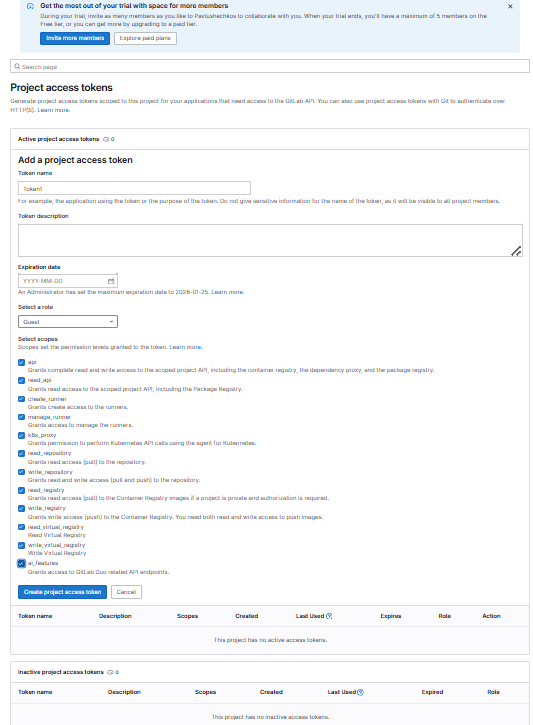 Get the most out of your trial with space for more members
During your trial, invite as many members as you like to Pavlushechkos to collaborate with you. When your trial ends, you'll have a maximum of 5 members on the
Free tier, or you can get more by upgrading to a paid tier.
Invite more members
Explore paid plans
Search page
Project access tokens
Generate project access tokens scoped to this project for your applications that need access to the GitLab API. You can also use project access tokens with Git to authenticate over
HTTP(S). Learn more.
Active project access tokens 0
Add a project access token
Token name
Token1
For example, the application using the token or the purpose of the token. Do not give sensitive information for the name of the token, as it will be visible to all project members.
Token description
Expiration date
YYYY-MM-DD
An Administrator has set the maximum expiration date to 2026-01-25. Learn more.
Select a role
Guest
Select scopes
Scopes set the permission levels granted to the token. Learn more.
api
Grants complete read and write access to the scoped project API, including the container registry, the dependency proxy, and the package registry.
read_api
Grants read access to the scoped project API, including the Package Registry.
create_runner
Grants create access to the runners.
manage_runner
Grants access to manage the runners.
k8s_proxy
Grants permission to perform Kubernetes API calls using the agent for Kubernetes.
read_repository
Grants read access (pull) to the repository.
write_repository
Grants read and write access (pull and push) to the repository.
read_registry
Grants read access (pull) to the Container Registry images if a project is private and authorization is required.
write_registry
Grants write access (push) to the Container Registry. You need both read and write access to push images.
read_virtual_registry
Read Virtual Registry
write_virtual_registry
Write Virtual Registry
ai_features
Grants access to GitLab Duo related API endpoints.
Create project access token
Cancel
Token name Description Scopes Created Last Used Expires Role Action
This project has no active access tokens.
Inactive project access tokens 0
Token name Description Scopes Created Last Used Expired Role
This project has no inactive access tokens.